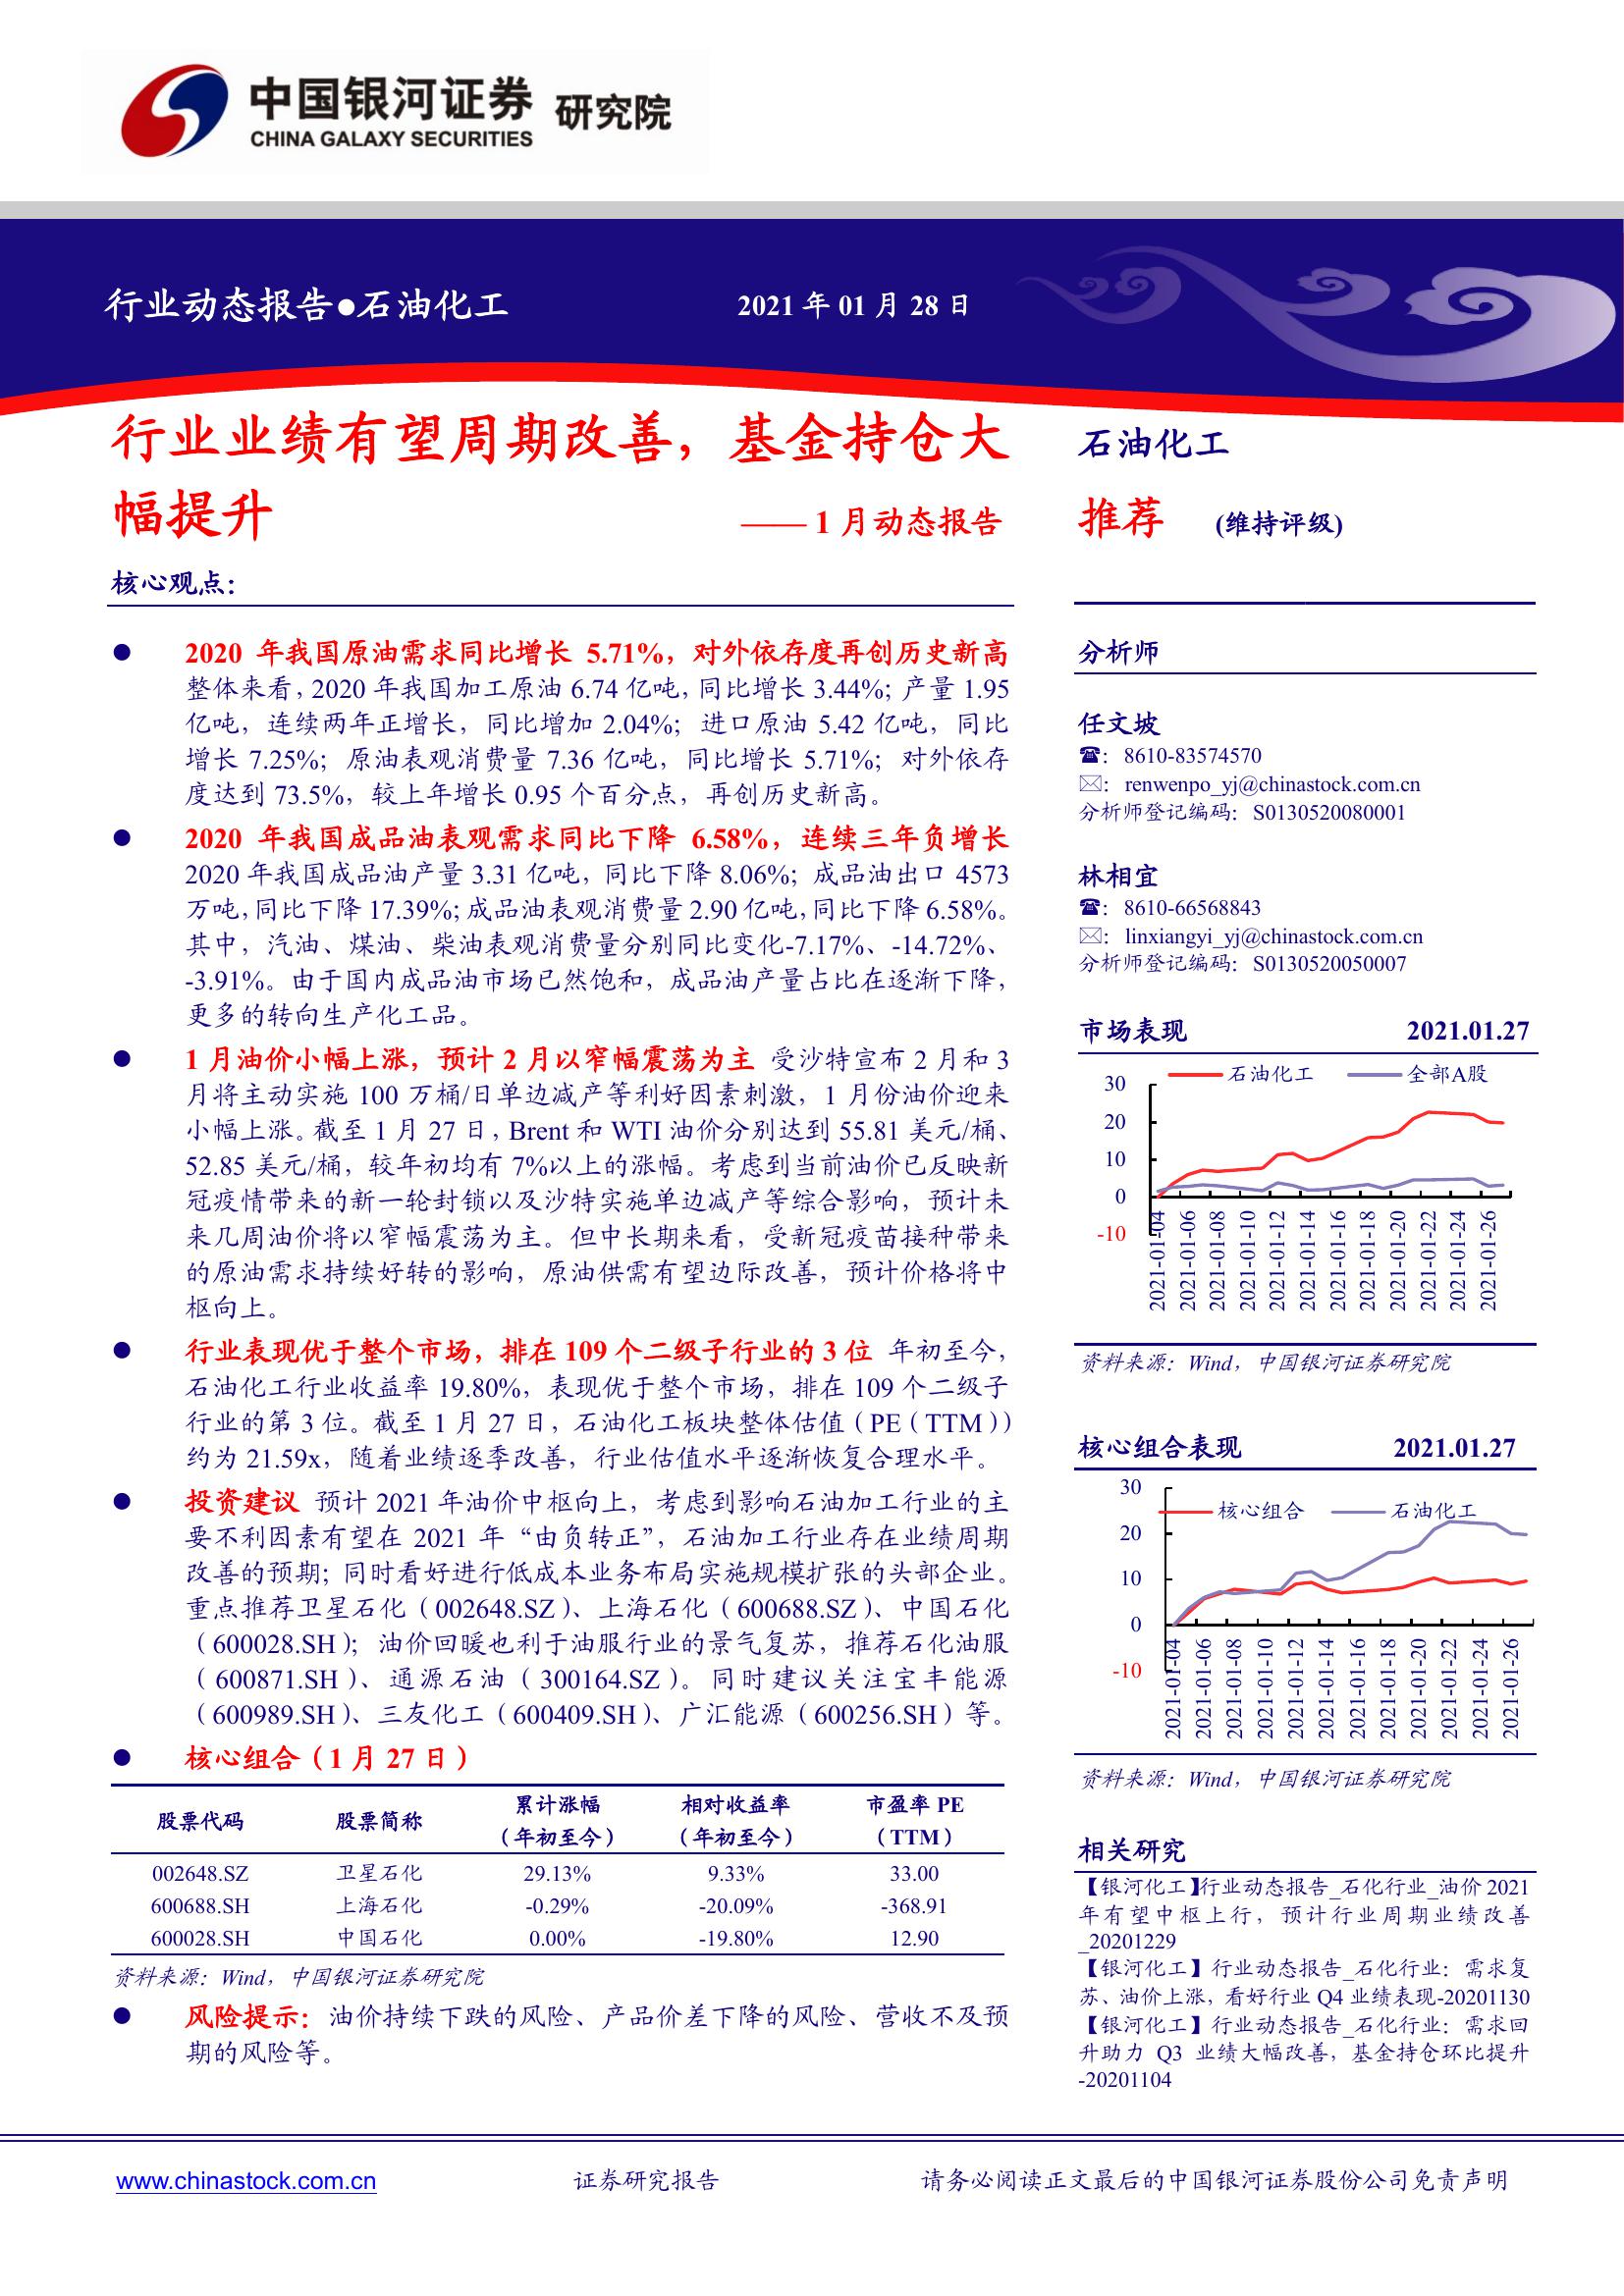 中国银河证券 研究院
CHINA GALAXY SECURITIES
行业动态报告●石油化工
2021 年 01 月 28 日
行业业绩有望周期改善，基金持仓大
幅提升
—— 1 月动态报告
核心观点：
● 2020 年我国原油需求同比增长 5.71%，对外依存度再创历史新高
整体来看，2020 年我国加工原油 6.74 亿吨，同比增长 3.44%；产量 1.95
亿吨，连续两年正增长，同比增加 2.04%；进口原油 5.42 亿吨，同比
增长 7.25%；原油表观消费量 7.36 亿吨，同比增长 5.71%；对外依存
度达到 73.5%，较上年增长 0.95 个百分点，再创历史新高。
● 2020 年我国成品油表观需求同比下降 6.58%，连续三年负增长
2020 年我国成品油产量 3.31 亿吨，同比下降 8.06%；成品油出口 4573
万吨，同比下降 17.39%；成品油表观消费量 2.90 亿吨，同比下降 6.58%。
其中，汽油、煤油、柴油表观消费量分别同比变化-7.17%、-14.72%、
-3.91%。由于国内成品油市场已然饱和，成品油产量占比在逐渐下降，
更多的转向生产化工品。
● 1 月油价小幅上涨，预计 2 月以窄幅震荡为主 受沙特宣布 2 月和 3
月将主动实施 100 万桶/日单边减产等利好因素刺激，1 月份油价迎来
小幅上涨。截至 1 月 27 日，Brent 和 WTI 油价分别达到 55.81 美元/桶、
52.85 美元/桶，较年初均有 7%以上的涨幅。考虑到当前油价已反映新
冠疫情带来的新一轮封锁以及沙特实施单边减产等综合影响，预计未
来几周油价将以窄幅震荡为主。但中长期来看，受新冠疫苗接种带来
的原油需求持续好转的影响，原油供需有望边际改善，预计价格将中
枢向上。
● 行业表现优于整个市场，排在 109 个二级子行业的 3 位 年初至今，
石油化工行业收益率 19.80%，表现优于整个市场，排在 109 个二级子
行业的第 3 位。截至 1 月 27 日，石油化工板块整体估值（PE（TTM））
约为 21.59x，随着业绩逐季改善，行业估值水平逐渐恢复合理水平。
● 投资建议 预计 2021 年油价中枢向上，考虑到影响石油加工行业的主
要不利因素有望在 2021 年“由负转正”，石油加工行业存在业绩周期
改善的预期；同时看好进行低成本业务布局实施规模扩张的头部企业。
重点推荐卫星石化（002648.SZ）、上海石化（600688.SZ）、中国石化
（600028.SH）；油价回暖也利于油服行业的景气复苏，推荐石化油服
（600871.SH）、通源石油（300164.SZ）。同时建议关注宝丰能源
（600989.SH）、三友化工（600409.SH）、广汇能源（600256.SH）等。
● 核心组合（1 月 27 日）
股票代码 股票简称 累计涨幅（年初至今） 相对收益率（年初至今） 市盈率 PE（TTM）
002648.SZ 卫星石化 29.13% 9.33% 33.00
600688.SH 上海石化 -0.29% -20.09% -368.91
600028.SH 中国石化 0.00% -19.80% 12.90
资料来源：Wind，中国银河证券研究院
● 风险提示：油价持续下跌的风险、产品价差下降的风险、营收不及预
期的风险等。
石油化工
推荐 (维持评级)
分析师
任文坡
☎：8610-83574570
✉：renwenpo_yj@chinastock.com.cn
分析师登记编码：S0130520080001
林相宜
☎：8610-66568843
✉：linxiangyi_yj@chinastock.com.cn
分析师登记编码：S0130520050007
市场表现 2021.01.27
石油化工 全部A股
30
20
10
0
-10
2021-01-04
2021-01-06
2021-01-08
2021-01-10
2021-01-12
2021-01-14
2021-01-16
2021-01-18
2021-01-20
2021-01-22
2021-01-24
2021-01-26
资料来源：Wind，中国银河证券研究院
核心组合表现 2021.01.27
核心组合 石油化工
30
20
10
0
-10
2021-01-04
2021-01-06
2021-01-08
2021-01-10
2021-01-12
2021-01-14
2021-01-16
2021-01-18
2021-01-20
2021-01-22
2021-01-24
2021-01-26
资料来源：Wind，中国银河证券研究院
相关研究
【银河化工】行业动态报告_石化行业_油价 2021
年有望中枢上行，预计行业周期业绩改善
_20201229
【银河化工】行业动态报告_石化行业：需求复
苏、油价上涨，看好行业 Q4 业绩表现-20201130
【银河化工】行业动态报告_石化行业：需求回
升助力 Q3 业绩大幅改善，基金持仓环比提升
-20201104
www.chinastock.com.cn
证券研究报告
请务必阅读正文最后的中国银河证券股份公司免责声明